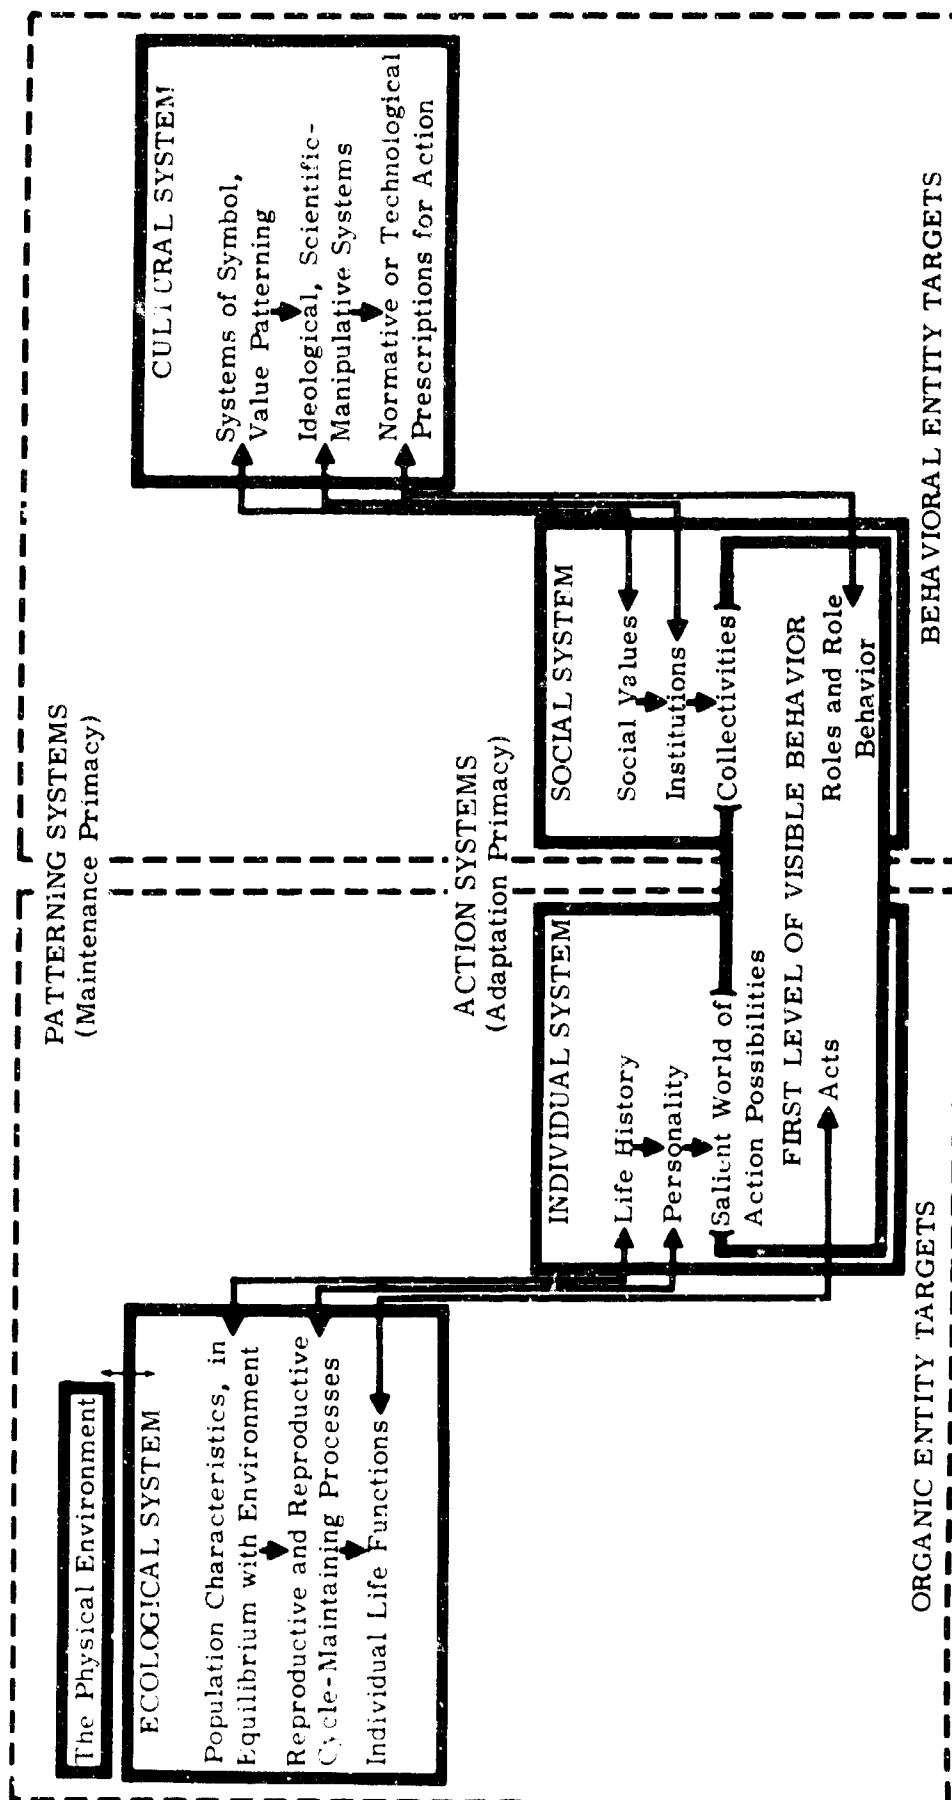 PATTERNING SYSTEMS
(Maintenance Primacy)
The Physical Environment
ECOLOGICAL SYSTEM
Population Characteristics, in
Equilibrium with Environment
Reproductive and Reproductive
Cycle-Maintaining Processes
Individual Life Functions
CULTURAL SYSTEM
Systems of Symbol,
Value Patterning
Ideological, Scientific-
Manipulative Systems
Normative or Technological
Prescriptions for Action
ACTION SYSTEMS
(Adaptation Primacy)
INDIVIDUAL SYSTEM
Life History
Personality
Salient World of
Action Possibilities
SOCIAL SYSTEM
Social Values
Institutions
Collectivities
FIRST LEVEL OF VISIBLE BEHAVIOR
Acts
Roles and Role
Behavior
ORGANIC ENTITY TARGETS
BEHAVIORAL ENTITY TARGETS